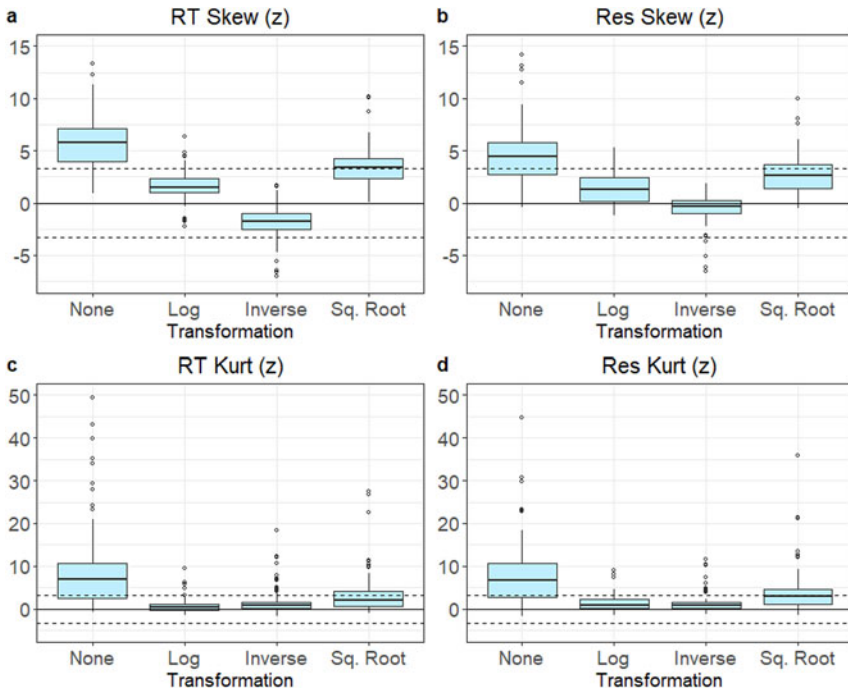 a RT Skew (z)
15
10
5
0
-5
None Log Inverse Sq. Root
Transformation
b Res Skew (z)
15
10
5
0
-5
None Log Inverse Sq. Root
Transformation
c RT Kurt (z)
50
40
30
20
10
0
None Log Inverse Sq. Root
Transformation
d Res Kurt (z)
50
40
30
20
10
0
None Log Inverse Sq. Root
Transformation